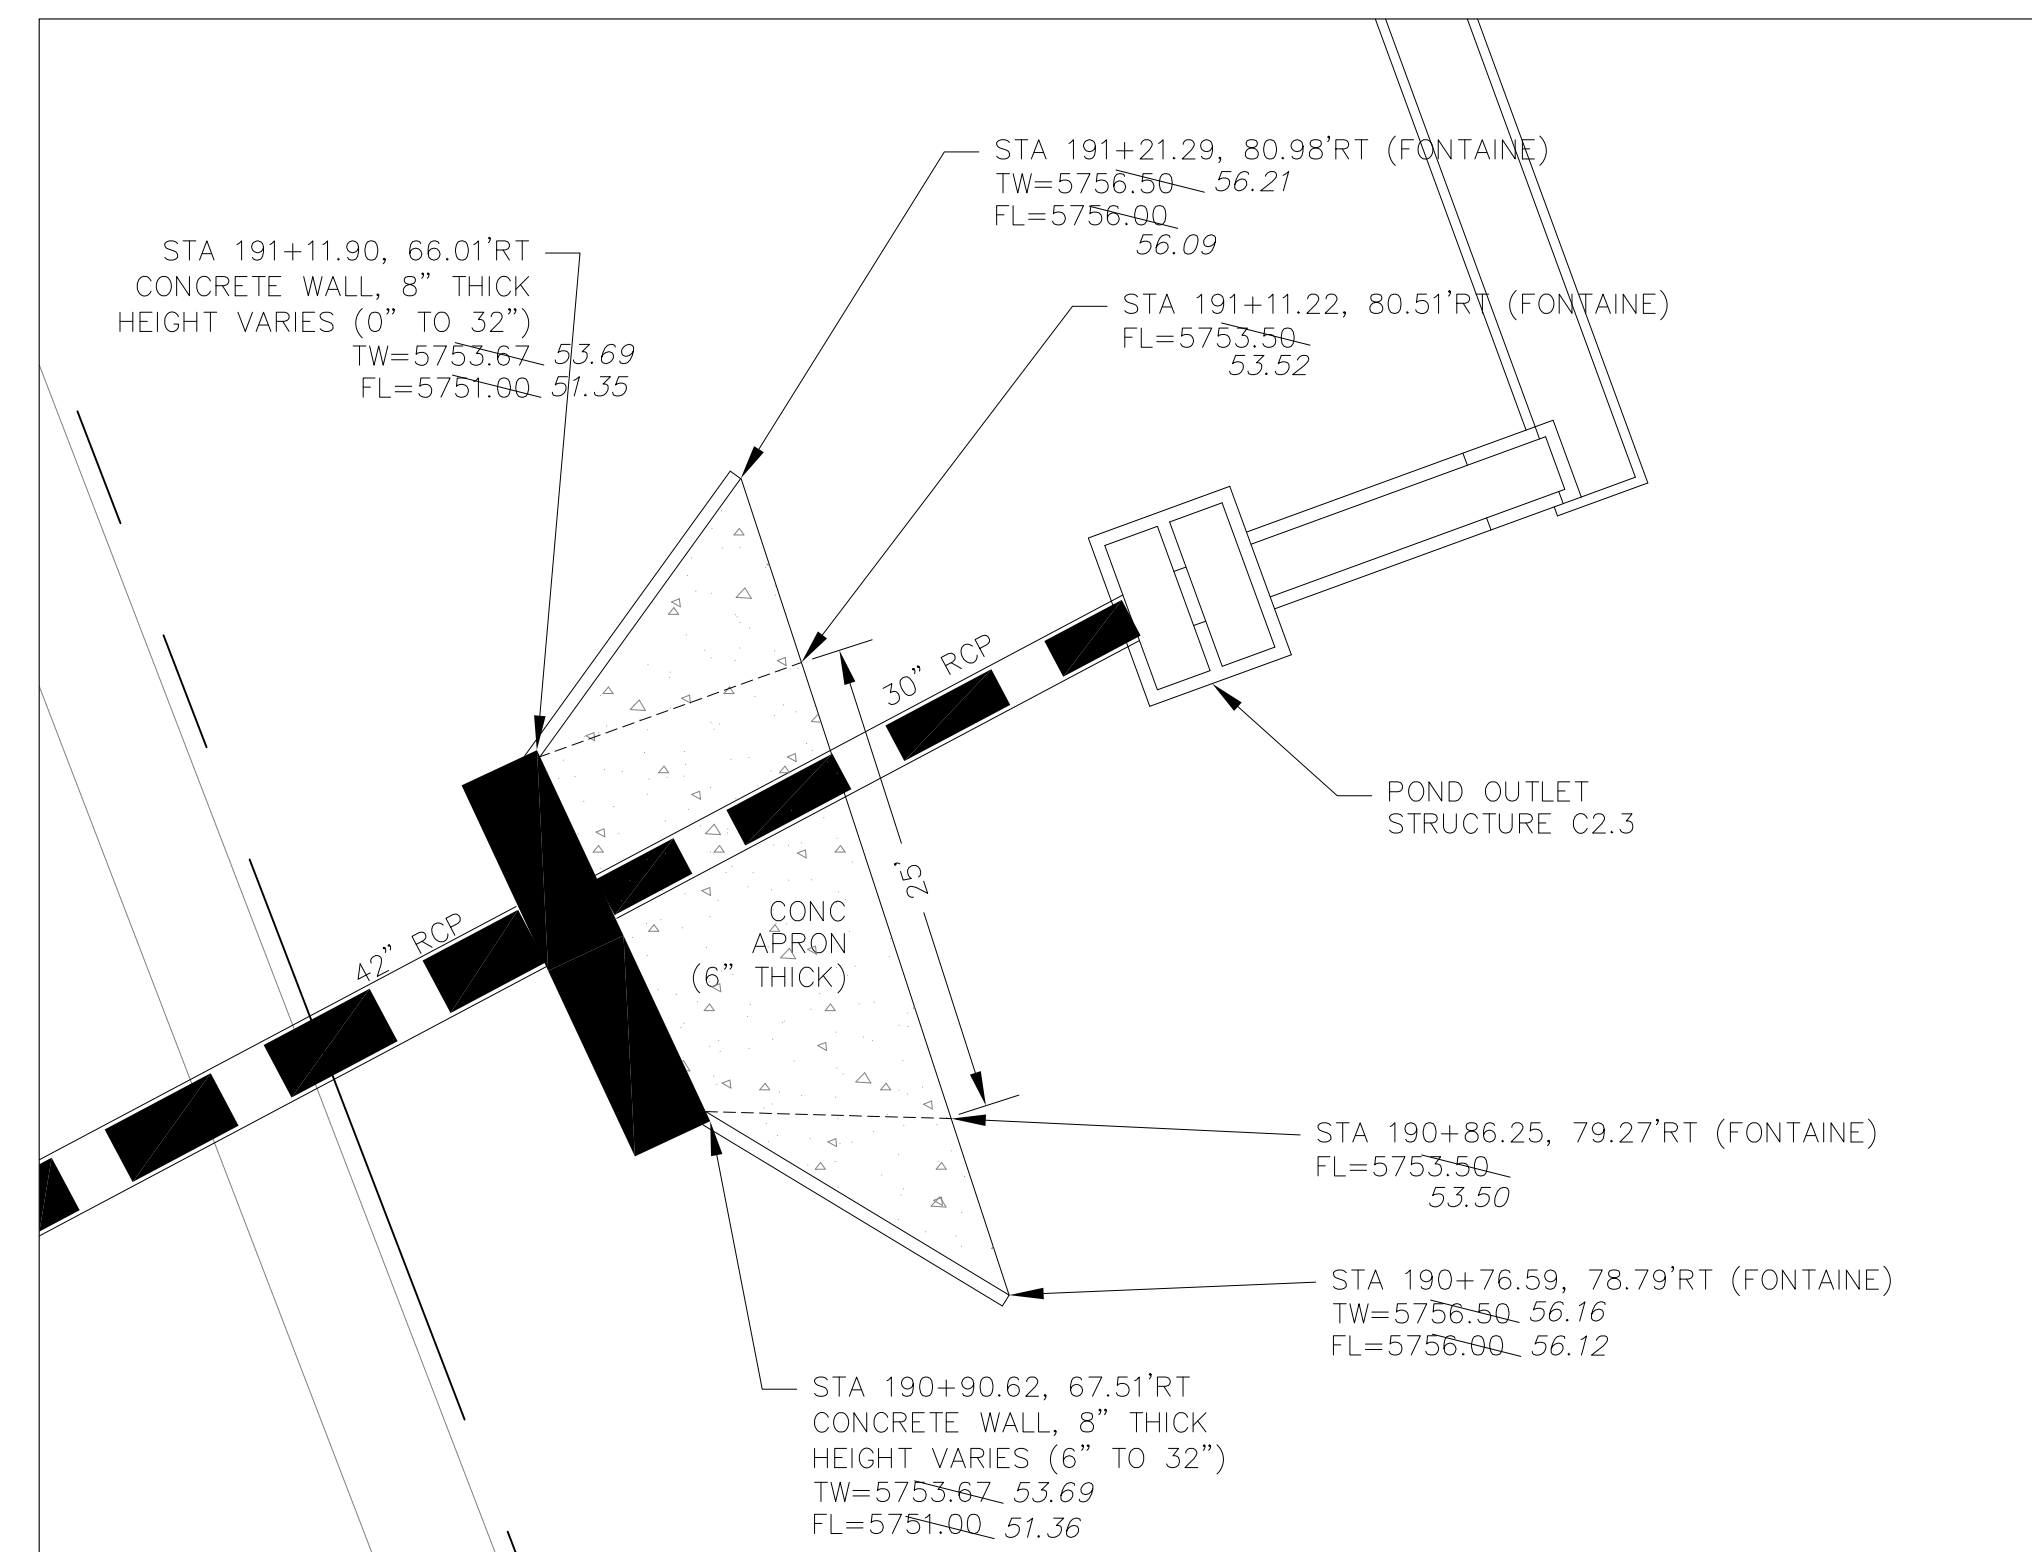 STA 191+21.29, 80.98'RT (FONTAINE)
TW=5756.50 56.21
FL=5756.00
56.09
STA 191+11.90, 66.01'RT
CONCRETE WALL, 8" THICK
HEIGHT VARIES (0" TO 32")
TW=5753.67 53.69
FL=5751.00 51.35
STA 191+11.22, 80.51'RT (FONTAINE)
FL=5753.50
53.52
30" RCP
POND OUTLET
STRUCTURE C2.3
25'
42" RCP
CONC
APRON
(6" THICK)
STA 190+86.25, 79.27'RT (FONTAINE)
FL=5753.50
53.50
STA 190+76.59, 78.79'RT (FONTAINE)
TW=5756.50 56.16
FL=5756.00 56.12
STA 190+90.62, 67.51'RT
CONCRETE WALL, 8" THICK
HEIGHT VARIES (6" TO 32")
TW=5753.67 53.69
FL=5751.00 51.36